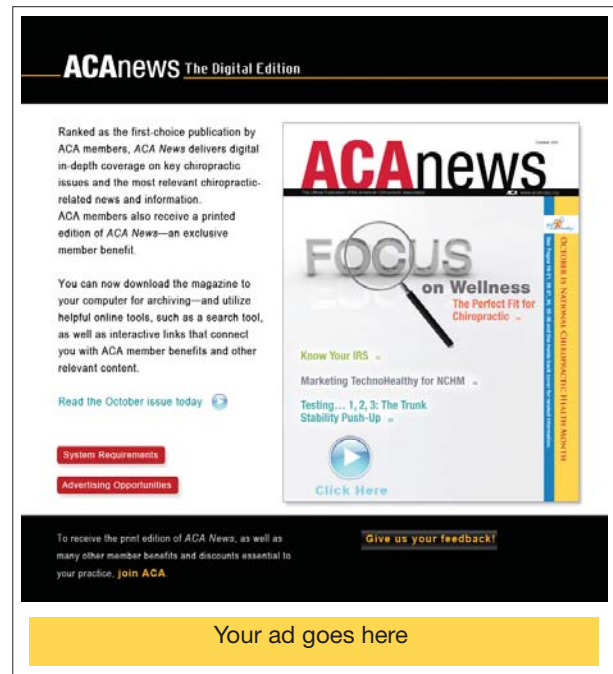 ACAnews The Digital Edition
Ranked as the first-choice publication by
ACA members, ACA News delivers digital
in-depth coverage on key chiropractic
issues and the most relevant chiropractic-
related news and information.
ACA members also receive a printed
edition of ACA News—an exclusive
member benefit.
You can now download the magazine to
your computer for archiving—and utilize
helpful online tools, such as a search tool,
as well as interactive links that connect
you with ACA member benefits and other
relevant content.
Read the October issue today
System Requirements
Advertising Opportunities
ACAnews
FOCUS
on Wellness
The Perfect Fit for
Chiropractic
Know Your IRS
Marketing TechnoHealthy for NCHM
Testing... 1, 2, 3: The Trunk
Stability Push-Up
Click Here
OCTOBER IS NATIONAL CHIROPRACTIC HEALTH MONTH
To receive the print edition of ACA News, as well as
many other member benefits and discounts essential to
your practice, join ACA.
Give us your feedback!
Your ad goes here